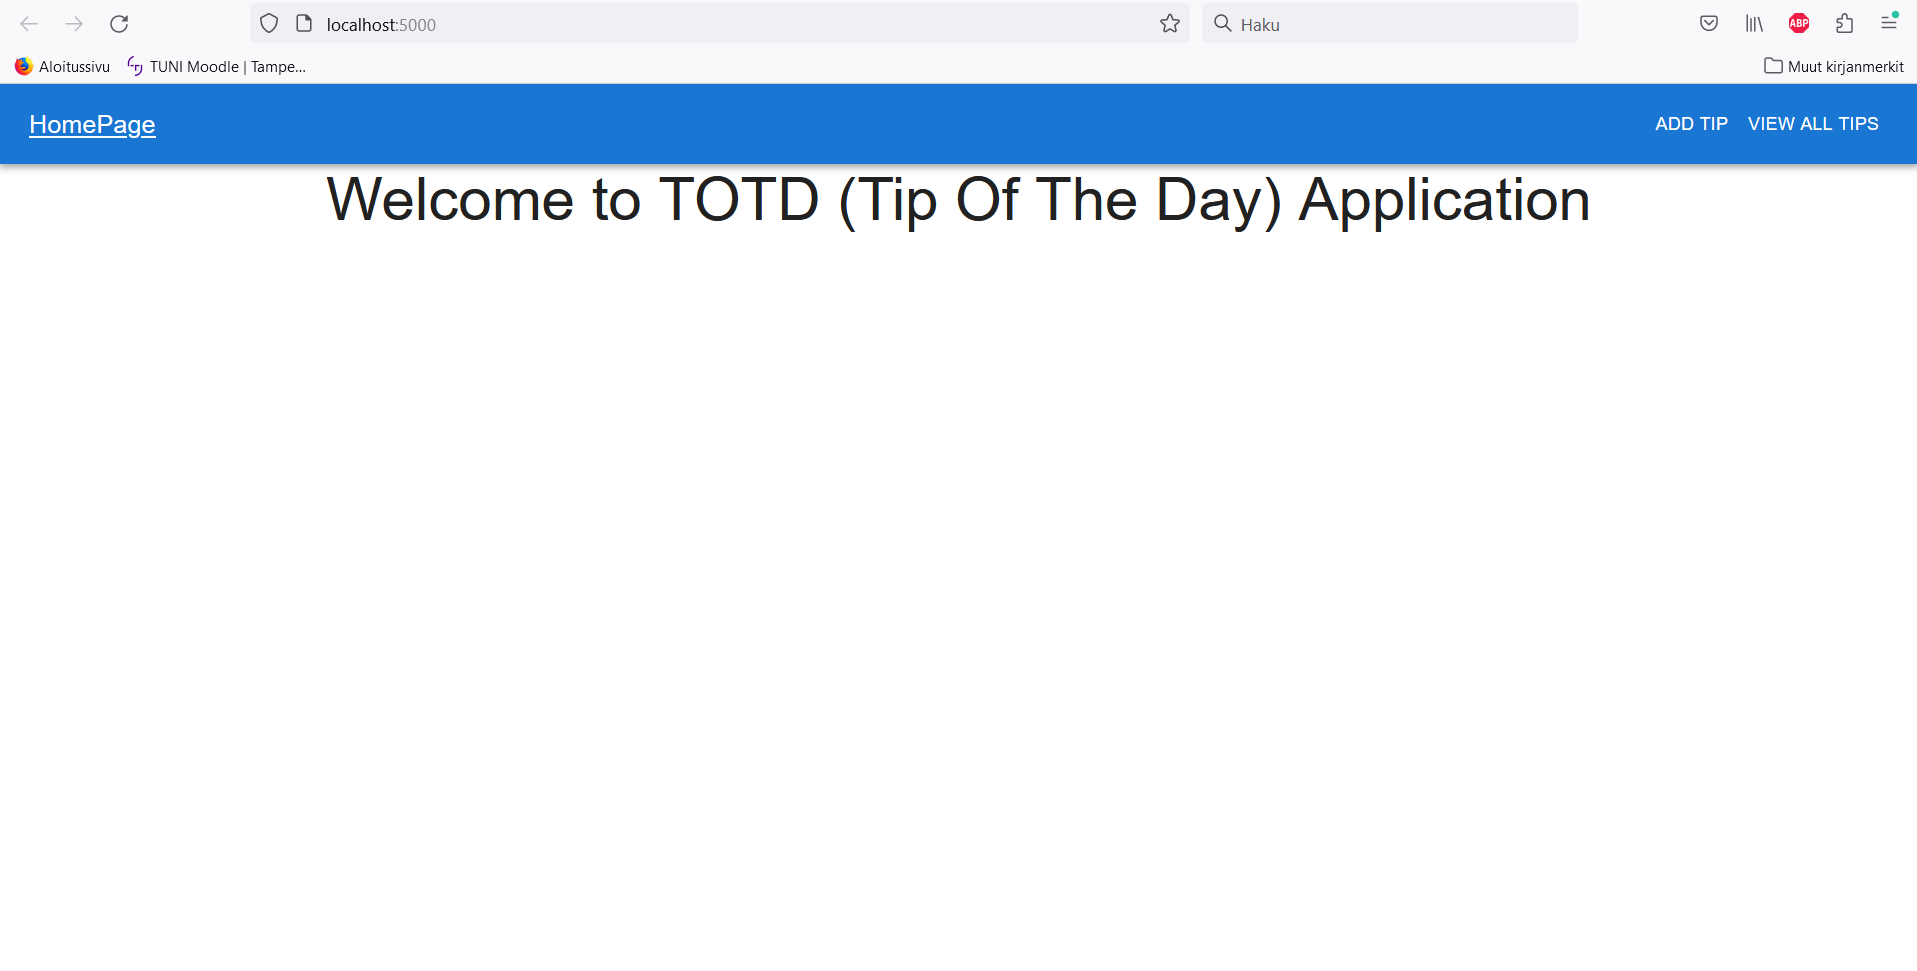 localhost:5000
Haku
ABP
Aloitussivu
TUNI Moodle | Tampe...
Muut kirjanmerkit
HomePage
ADD TIP
VIEW ALL TIPS
Welcome to TOTD (Tip Of The Day) Application